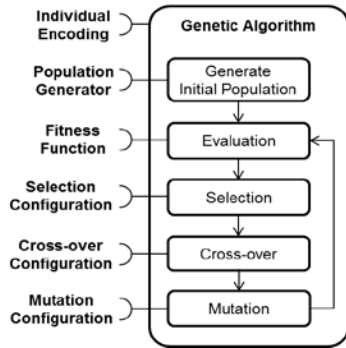 Individual
Encoding
Genetic Algorithm
Population
Generator
Generate
Initial Population
Fitness
Function
Evaluation
Selection
Configuration
Selection
Cross-over
Configuration
Cross-over
Mutation
Configuration
Mutation